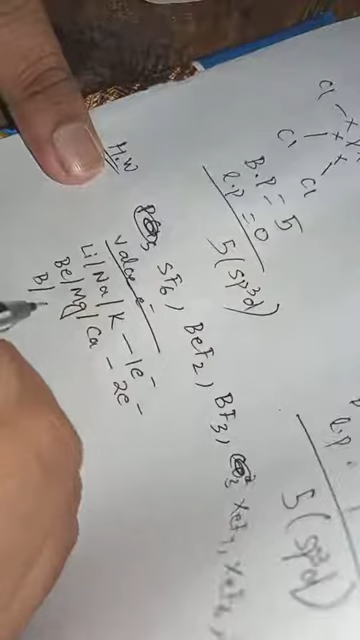 Cl
Cl
Cl
B.P = 5
l.p = 0
5(sp³d)
H.W
SF6, BeF2, BF3, XeF4,
Valence e-
Li/Na/K - 1e-
Be/Mg/Ca - 2e-
B/
l.p.
5(sp³d)